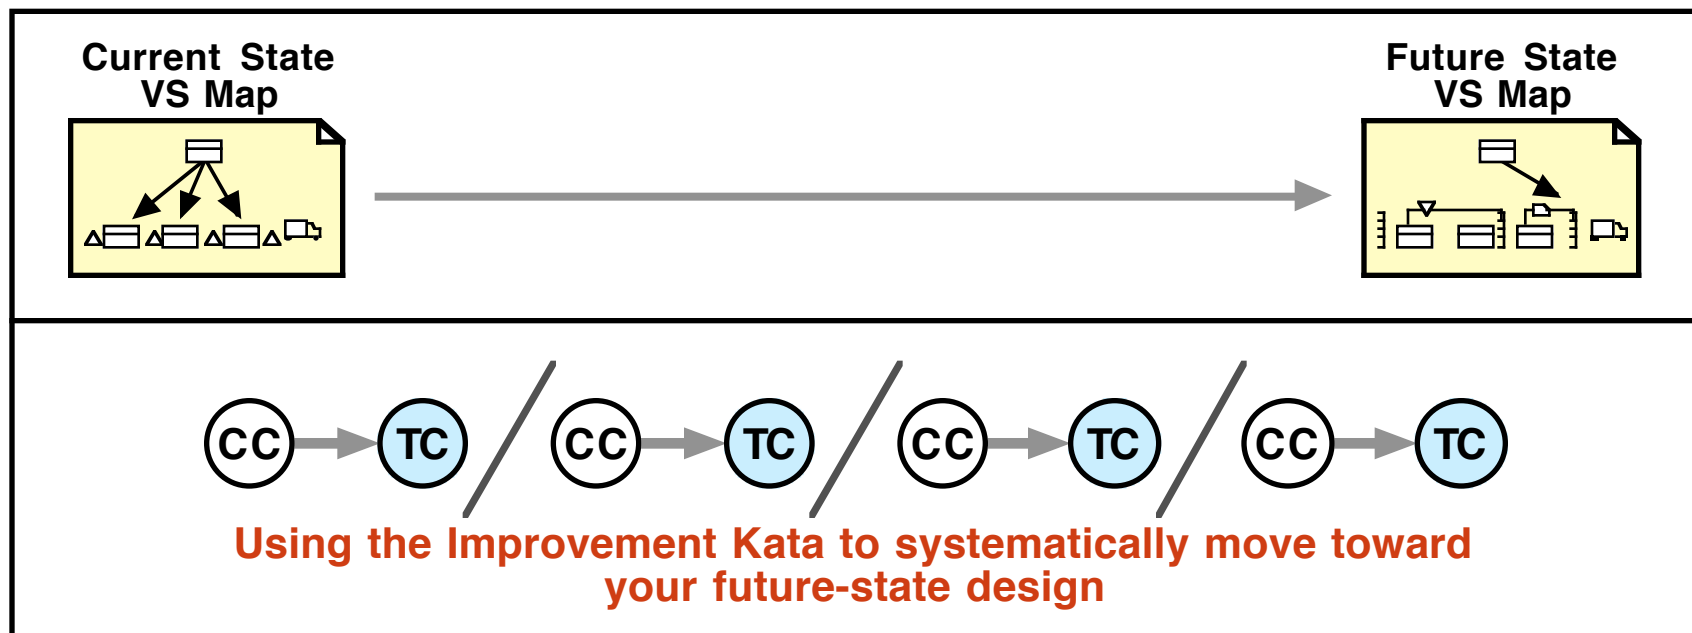 Current State
VS Map
Future State
VS Map
CC TC CC TC CC TC CC TC
Using the Improvement Kata to systematically move toward
your future-state design